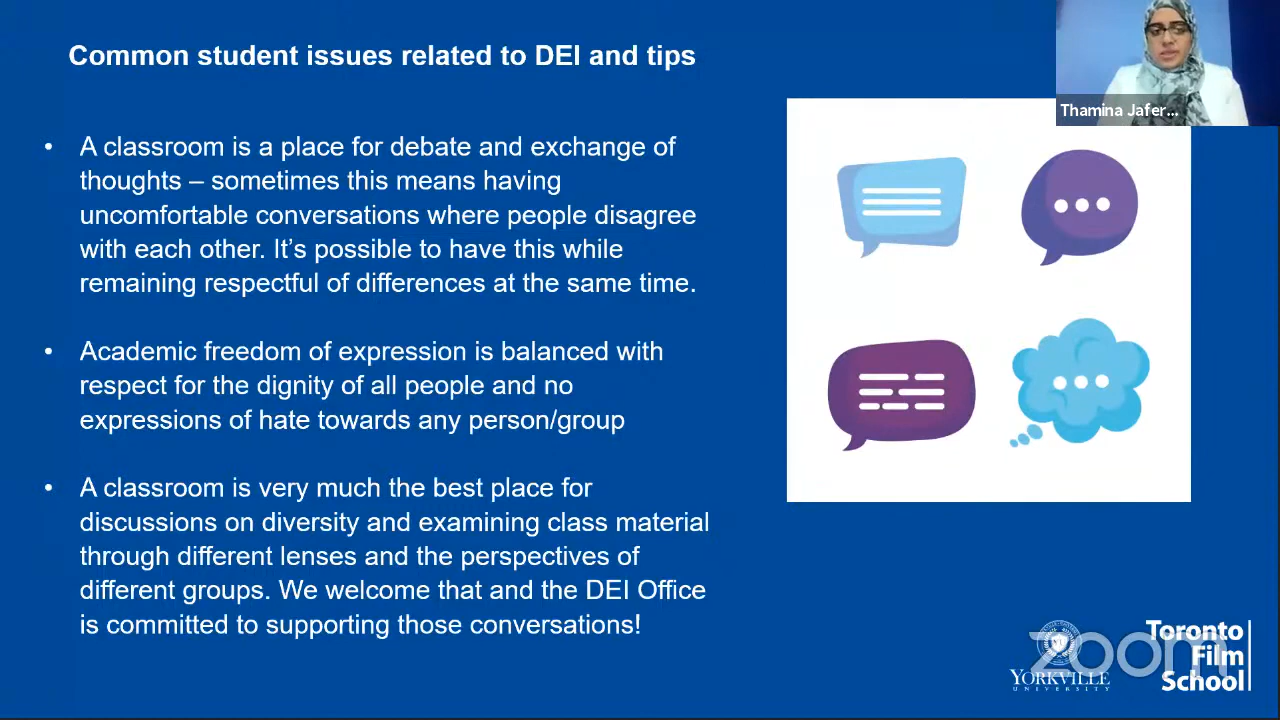 Common student issues related to DEI and tips
Thamina Jafer...
• A classroom is a place for debate and exchange of
thoughts – sometimes this means having
uncomfortable conversations where people disagree
with each other. It’s possible to have this while
remaining respectful of differences at the same time.
• Academic freedom of expression is balanced with
respect for the dignity of all people and no
expressions of hate towards any person/group
• A classroom is very much the best place for
discussions on diversity and examining class material
through different lenses and the perspectives of
different groups. We welcome that and the DEI Office
is committed to supporting those conversations!
zoom
YORKVILLE
UNIVERSITY
Toronto
Film
School